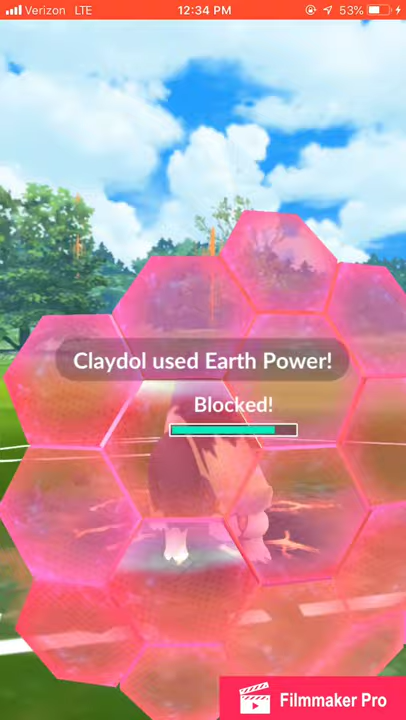 Verizon LTE 12:34 PM 53%
Claydol used Earth Power!
Blocked!
Filmmaker Pro